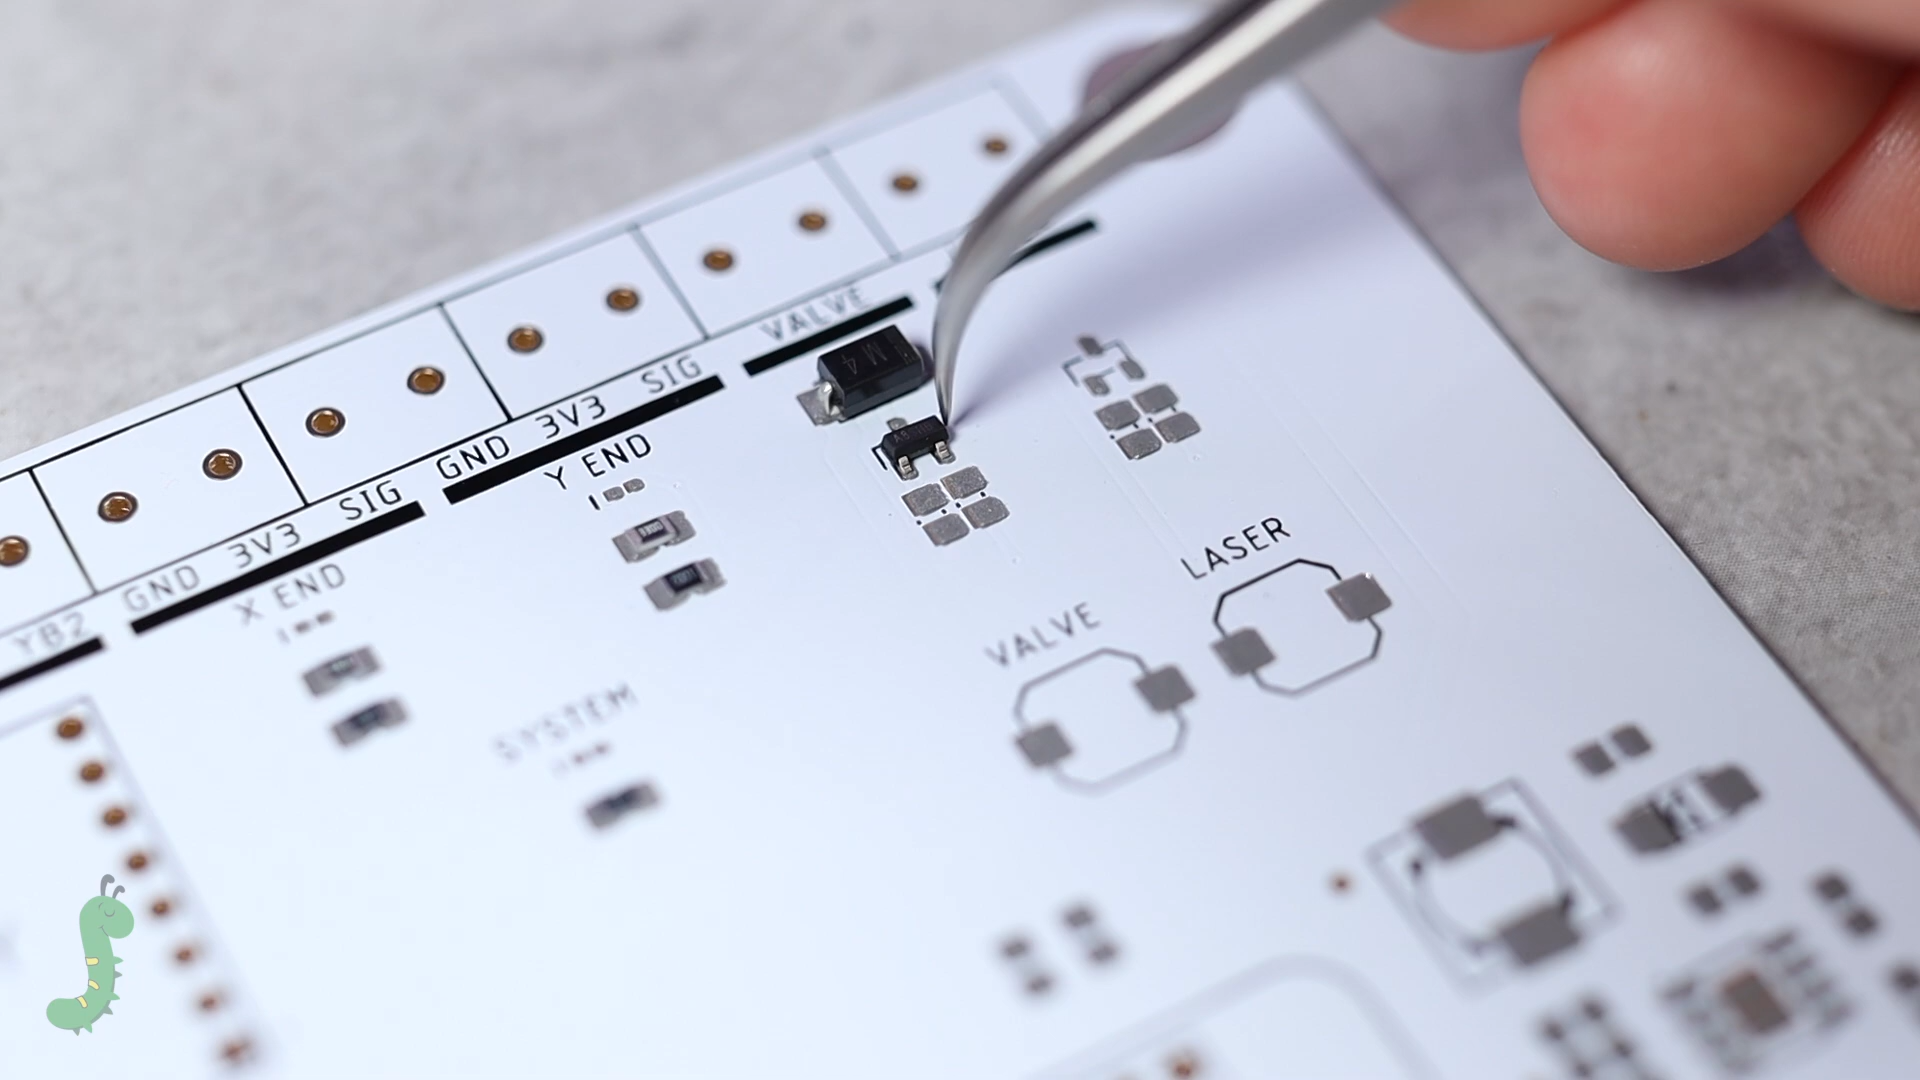 VALVE
M4
GND 3V3 SIG
Y END
GND 3V3 SIG
X END
YB2
LASER
VALVE
SYSTEM